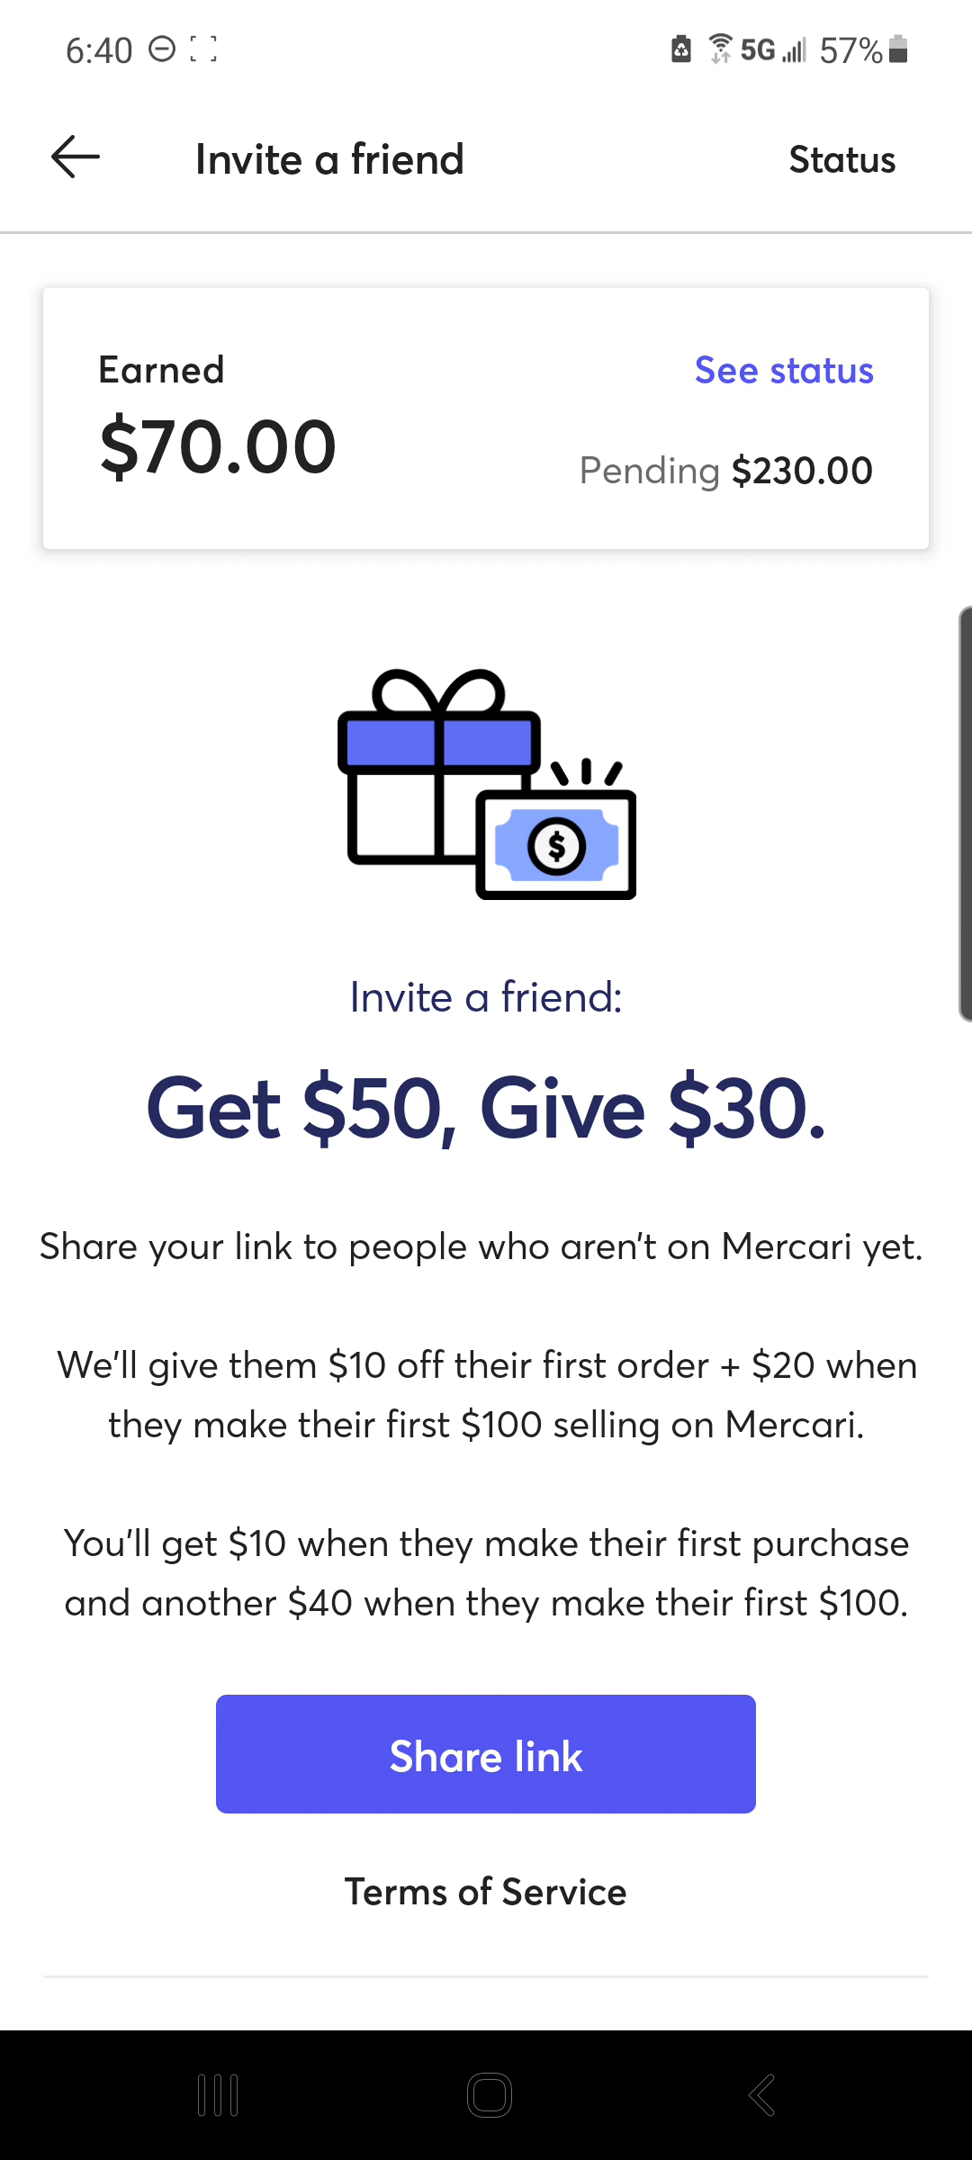 6:40 5G 57%
Invite a friend Status
Earned See status
$70.00
Pending $230.00
$
Invite a friend:
Get $50, Give $30.
Share your link to people who aren't on Mercari yet.
We'll give them $10 off their first order + $20 when
they make their first $100 selling on Mercari.
You'll get $10 when they make their first purchase
and another $40 when they make their first $100.
Share link
Terms of Service